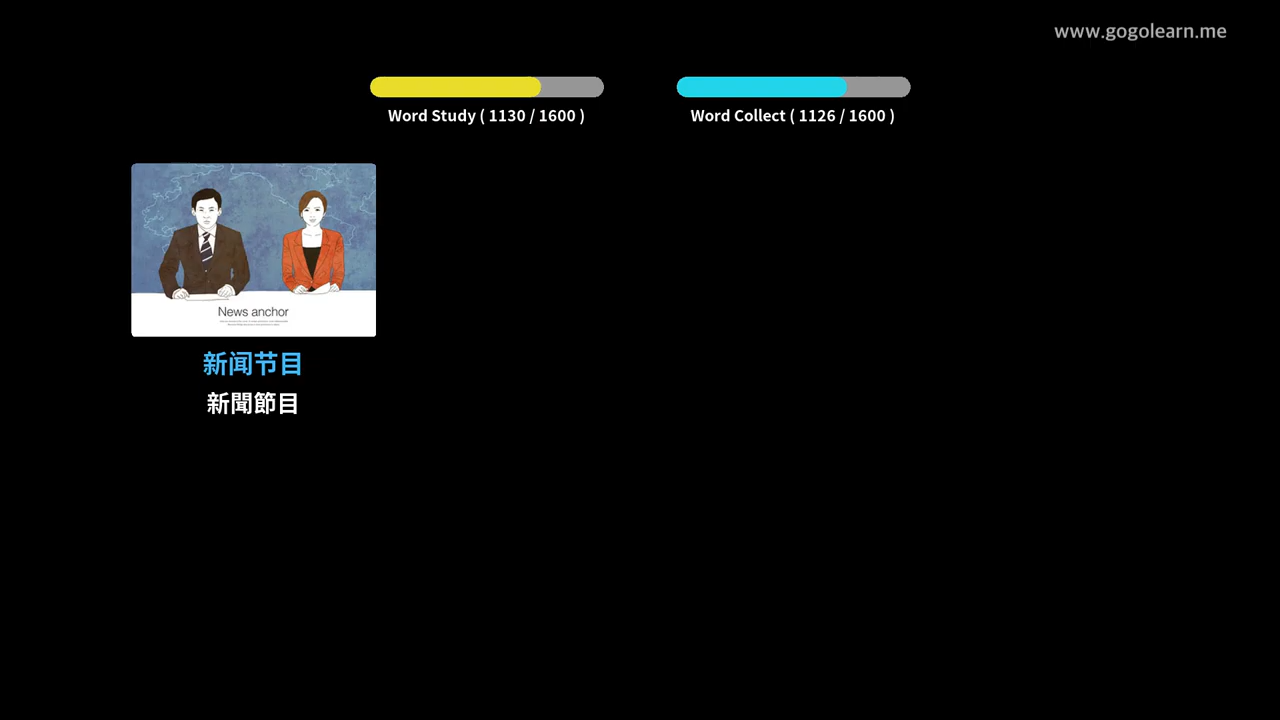 www.gogolearn.me
Word Study ( 1130 / 1600 )
Word Collect ( 1126 / 1600 )
News anchor
新闻节目
新聞節目